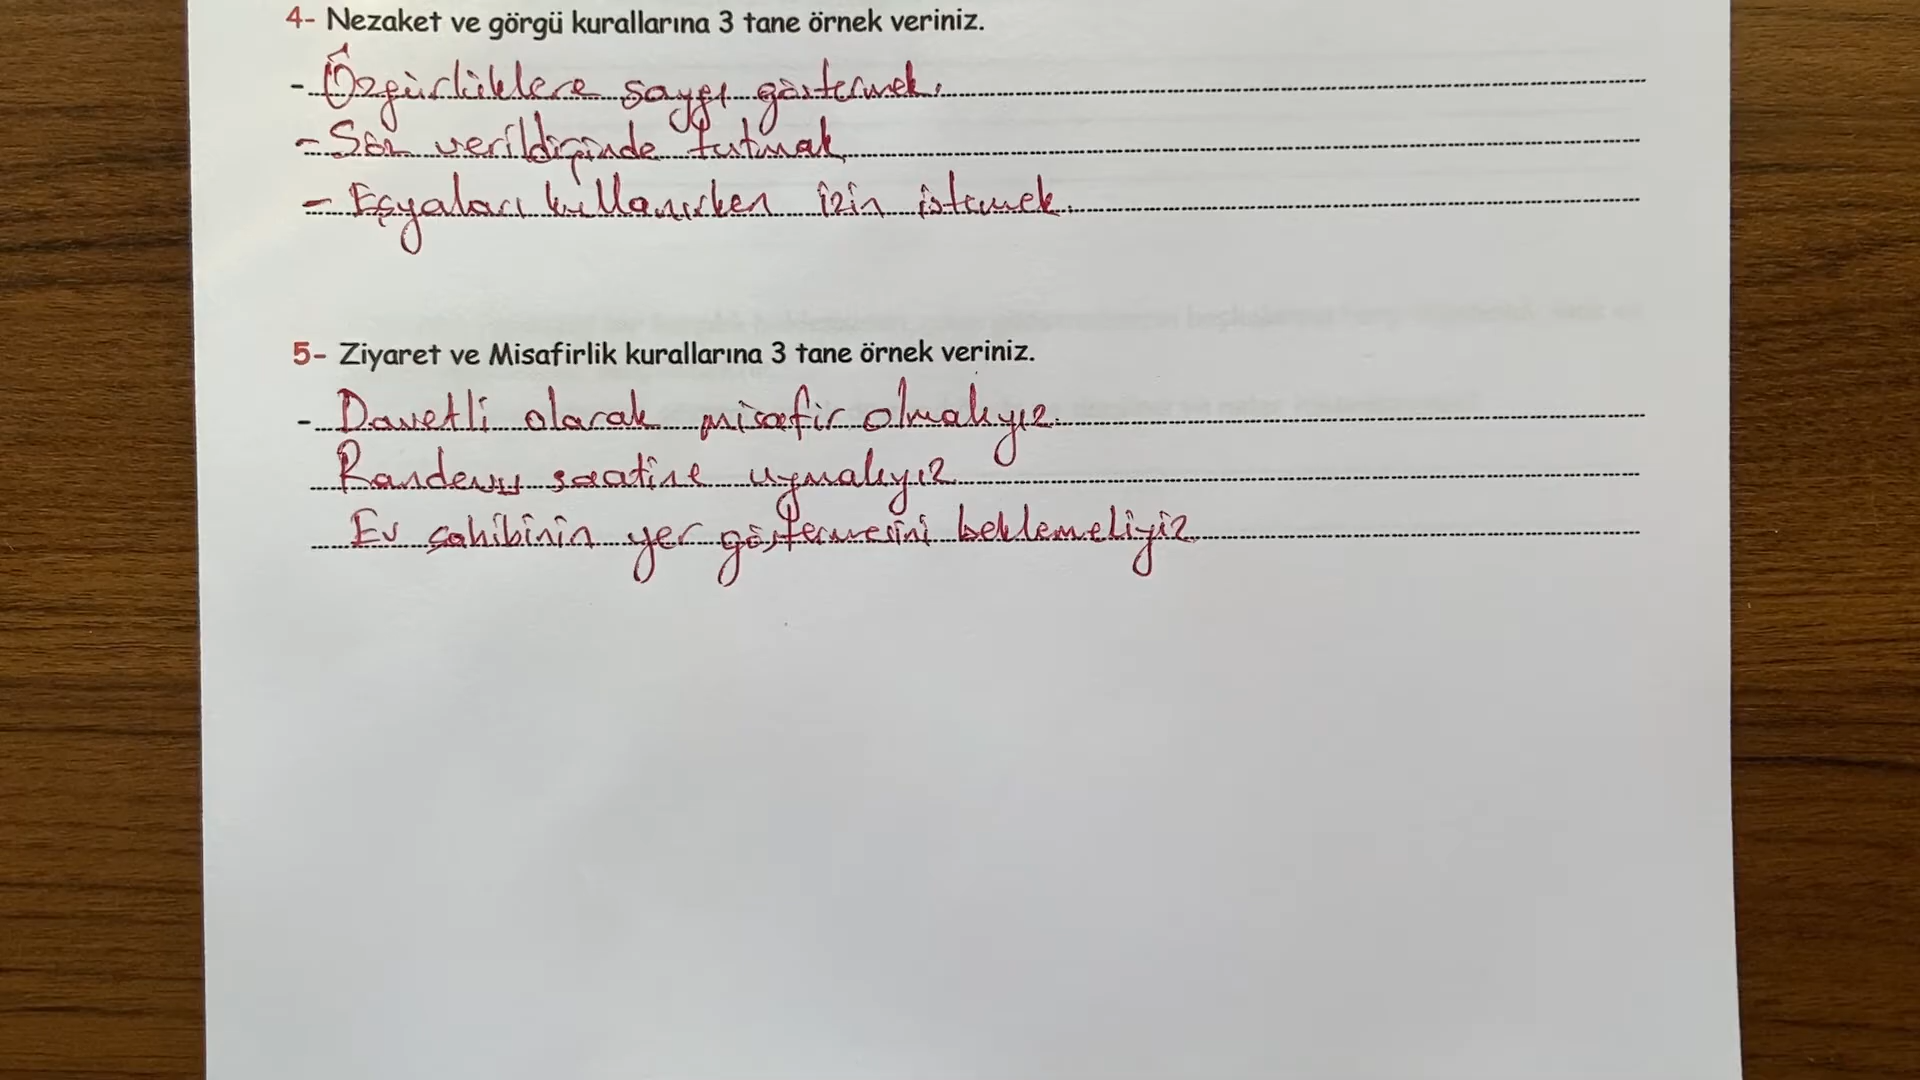 4- Nezaket ve görgü kurallarına 3 tane örnek veriniz.
- Özgürlüklere saygı göstermek.
- Söz verildiğinde tutmak
- Eşyaları kullanırken izin istemek.
5- Ziyaret ve Misafirlik kurallarına 3 tane örnek veriniz.
- Davetli olarak misafir olmalıyız.
Randevu saatine uymalıyız
Ev sahibinin yer göstermesini beklemeliyiz